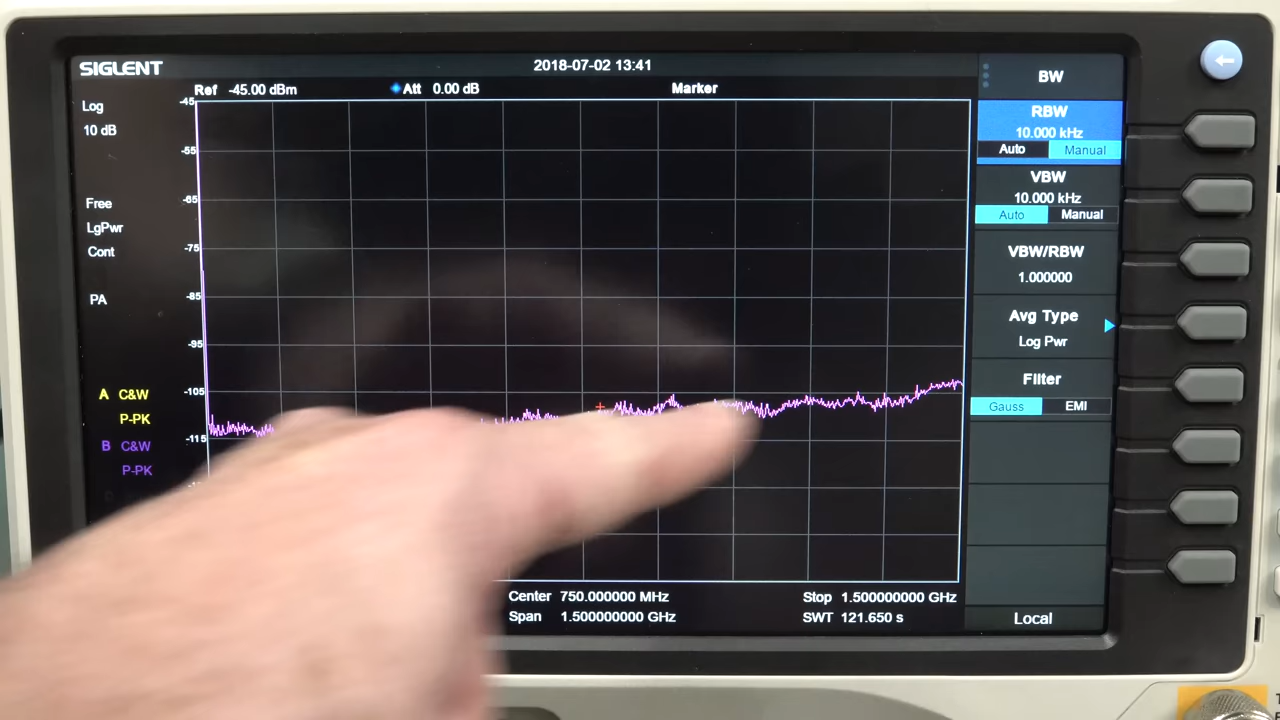 SIGLENT
2018-07-02 13:41
Ref -45.00 dBm Att 0.00 dB Marker
Log
10 dB
Free
LgPwr
Cont
PA
A C&W
P-PK
B C&W
P-PK
-45
-55
-65
-75
-85
-95
-105
-115
Center 750.000000 MHz
Stop 1.500000000 GHz
Span 1.500000000 GHz
SWT 121.650 s
BW
RBW
10.000 kHz
Auto Manual
VBW
10.000 kHz
Auto Manual
VBW/RBW
1.000000
Avg Type
Log Pwr
Filter
Gauss EMI
Local